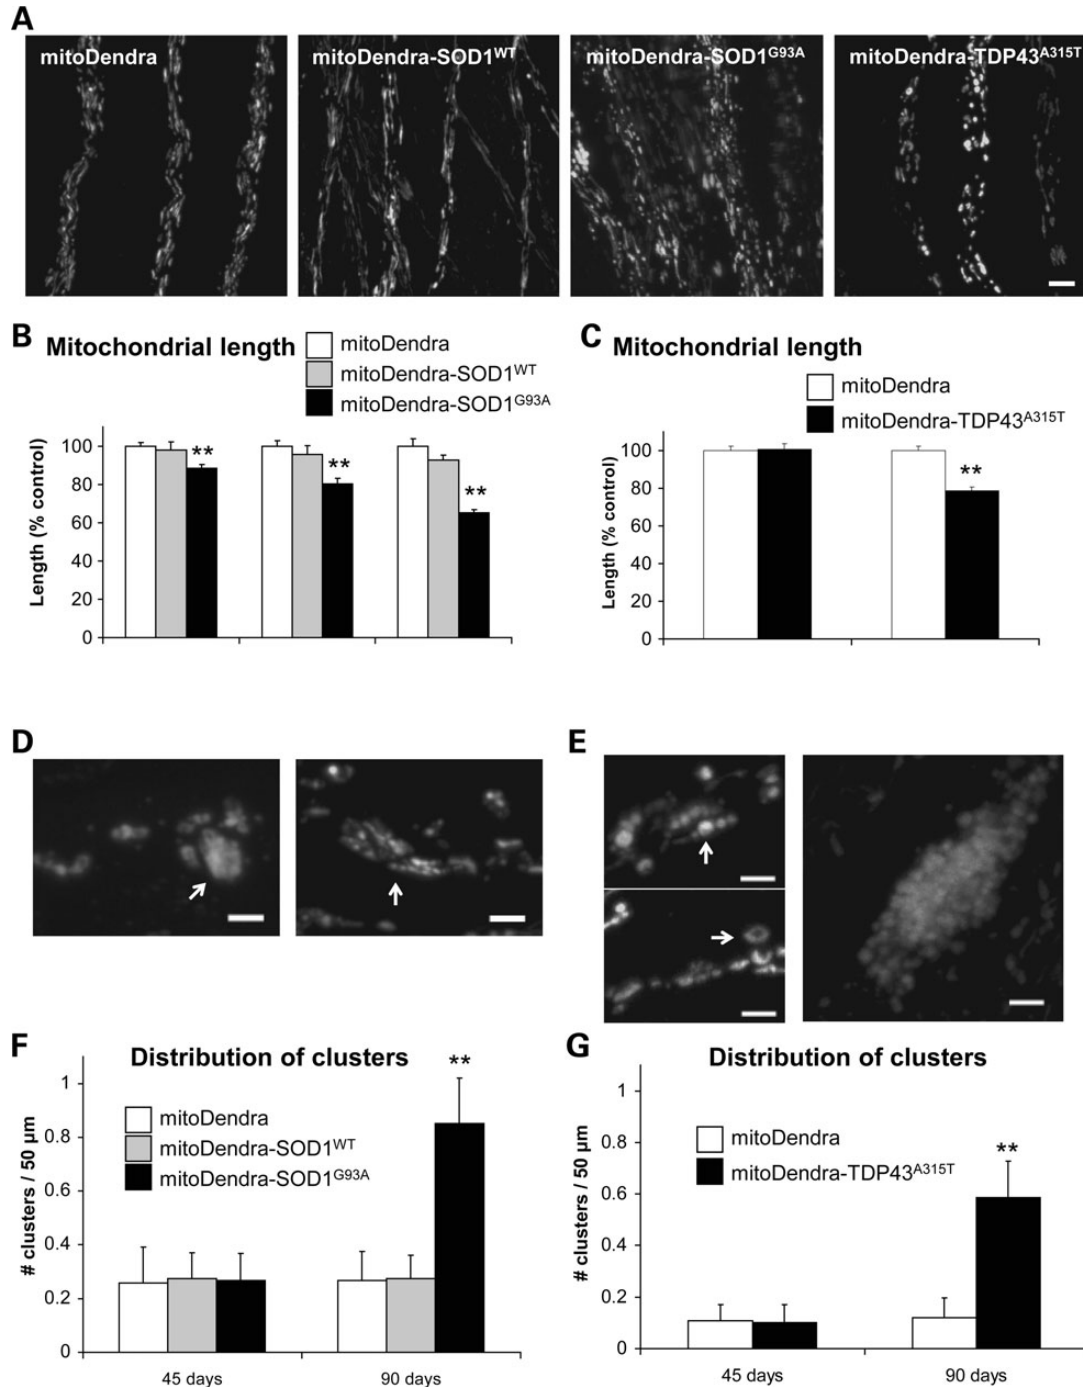 A
mitoDendra
mitoDendra-SOD1ᵂᵀ
mitoDendra-SOD1ᴳ⁹³ᴬ
mitoDendra-TDP43ᴬ³¹⁵ᵀ
B Mitochondrial length
mitoDendra
mitoDendra-SOD1ᵂᵀ
mitoDendra-SOD1ᴳ⁹³ᴬ
Length (% control)
100
80
60
40
20
0
**
**
**
C Mitochondrial length
mitoDendra
mitoDendra-TDP43ᴬ³¹⁵ᵀ
Length (% control)
100
80
60
40
20
0
**
D
E
F Distribution of clusters
**
mitoDendra
mitoDendra-SOD1ᵂᵀ
mitoDendra-SOD1ᴳ⁹³ᴬ
# clusters / 50 µm
1
0.8
0.6
0.4
0.2
0
45 days
90 days
G Distribution of clusters
mitoDendra
mitoDendra-TDP43ᴬ³¹⁵ᵀ
**
# clusters / 50 µm
1
0.8
0.6
0.4
0.2
0
45 days
90 days